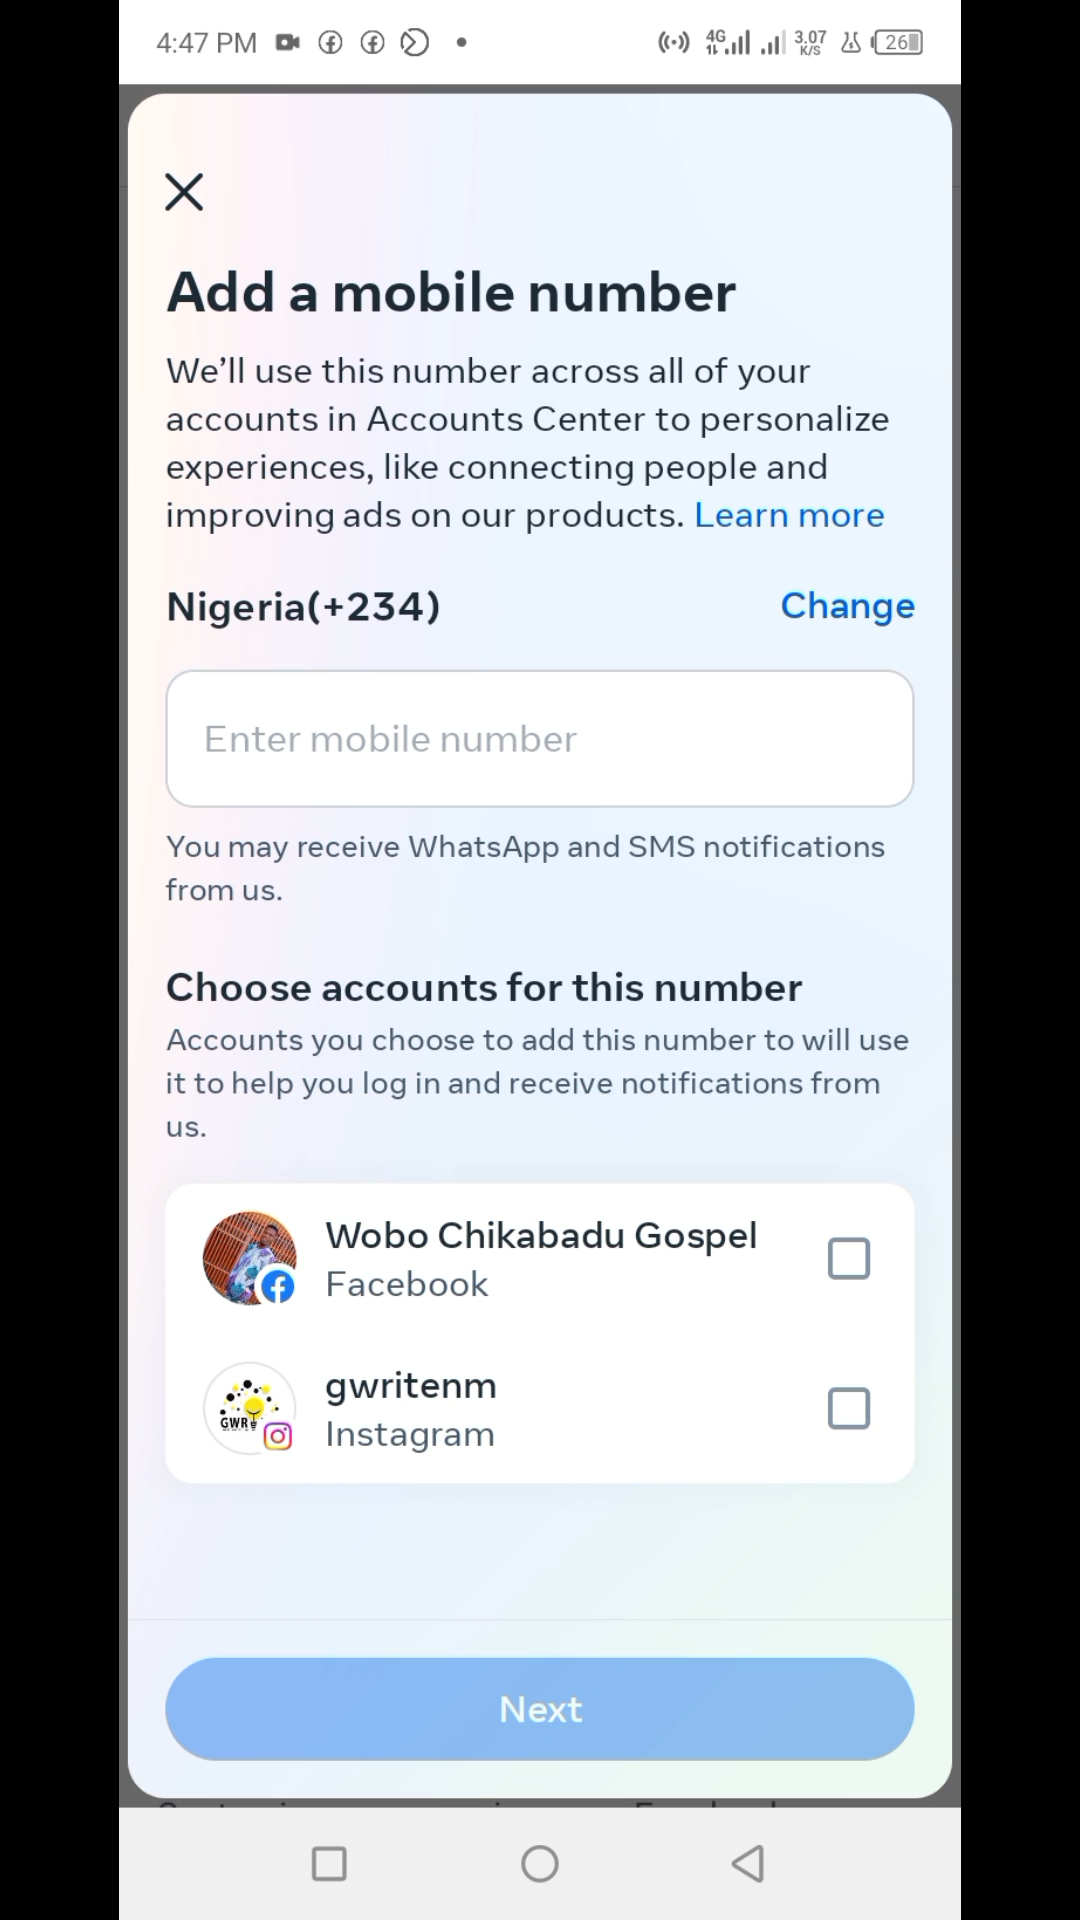 4:47 PM
4G
3.07
K/S
26
Add a mobile number
We’ll use this number across all of your
accounts in Accounts Center to personalize
experiences, like connecting people and
improving ads on our products. Learn more
Nigeria(+234)
Change
Enter mobile number
You may receive WhatsApp and SMS notifications
from us.
Choose accounts for this number
Accounts you choose to add this number to will use
it to help you log in and receive notifications from
us.
Wobo Chikabadu Gospel
Facebook
GWR
gwritenm
Instagram
Next